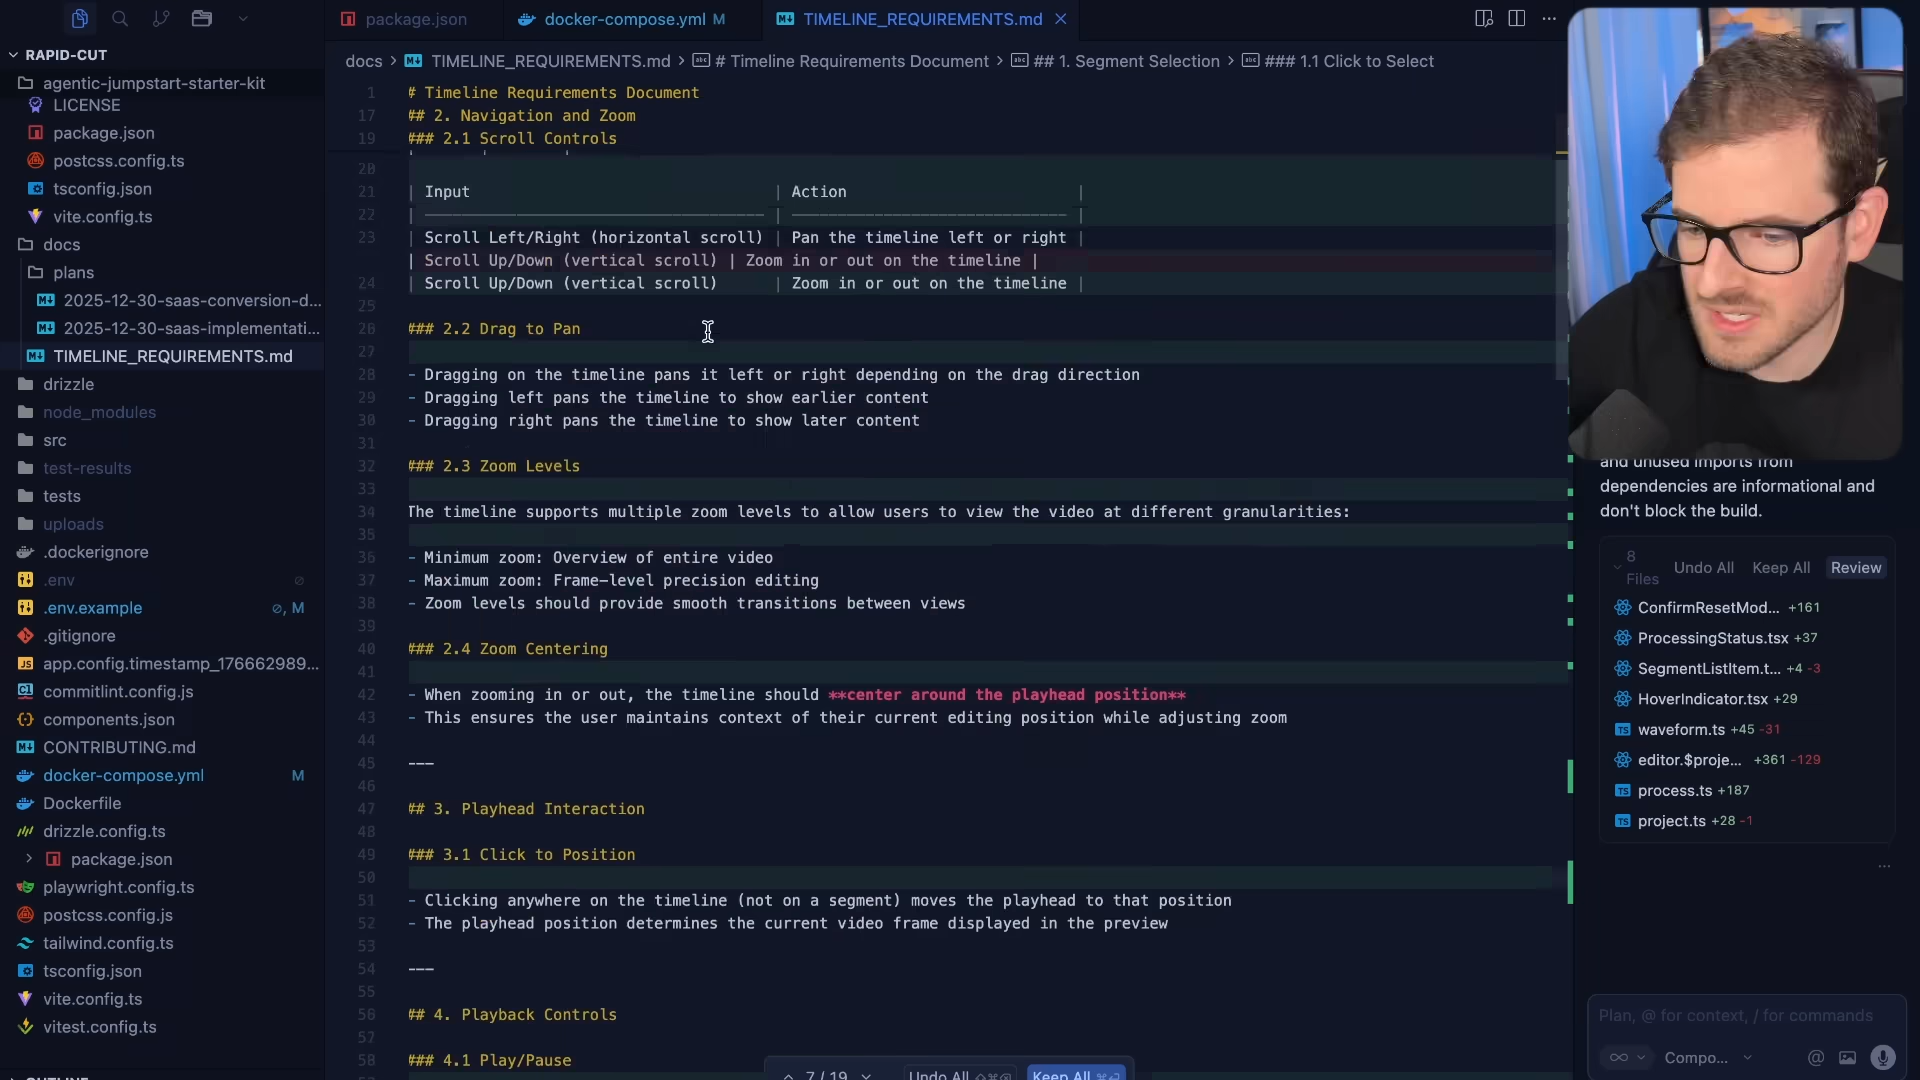 RAPID-CUT
agentic-jumpstart-starter-kit
LICENSE
package.json
postcss.config.ts
tsconfig.json
vite.config.ts
docs
plans
2025-12-30-saas-conversion-d...
2025-12-30-saas-implementati...
TIMELINE_REQUIREMENTS.md
drizzle
node_modules
src
test-results
tests
uploads
.dockerignore
.env
.env.example M
.gitignore
app.config.timestamp_176662989...
commitlint.config.js
components.json
CONTRIBUTING.md
docker-compose.yml M
Dockerfile
drizzle.config.ts
package.json
playwright.config.ts
postcss.config.js
tailwind.config.ts
tsconfig.json
vite.config.ts
vitest.config.ts
package.json docker-compose.yml M TIMELINE_REQUIREMENTS.md
docs > TIMELINE_REQUIREMENTS.md > # Timeline Requirements Document > ## 1. Segment Selection > ### 1.1 Click to Select
1 # Timeline Requirements Document
17 ## 2. Navigation and Zoom
19 ### 2.1 Scroll Controls
20
21 | Input | Action |
22
23 | Scroll Left/Right (horizontal scroll) | Pan the timeline left or right |
| Scroll Up/Down (vertical scroll) | Zoom in or out on the timeline |
24 | Scroll Up/Down (vertical scroll) | Zoom in or out on the timeline |
25
26 ### 2.2 Drag to Pan
27
28 - Dragging on the timeline pans it left or right depending on the drag direction
29 - Dragging left pans the timeline to show earlier content
30 - Dragging right pans the timeline to show later content
31
32 ### 2.3 Zoom Levels
33
34 The timeline supports multiple zoom levels to allow users to view the video at different granularities:
35
36 - Minimum zoom: Overview of entire video
37 - Maximum zoom: Frame-level precision editing
38 - Zoom levels should provide smooth transitions between views
39
40 ### 2.4 Zoom Centering
41
42 - When zooming in or out, the timeline should **center around the playhead position**
43 - This ensures the user maintains context of their current editing position while adjusting zoom
44
45 ---
46
47 ## 3. Playhead Interaction
48
49 ### 3.1 Click to Position
50
51 - Clicking anywhere on the timeline (not on a segment) moves the playhead to that position
52 - The playhead position determines the current video frame displayed in the preview
53
54 ---
55
56 ## 4. Playback Controls
57
58 ### 4.1 Play/Pause
7 / 19 Undo All Keep All
and unused imports from
dependencies are informational and
don't block the build.
8 Files Undo All Keep All Review
ConfirmResetMod... +161
ProcessingStatus.tsx +37
SegmentListItem.t... +4 -3
HoverIndicator.tsx +29
waveform.ts +45 -31
editor.$proje... +361 -129
process.ts +187
project.ts +28 -1
Plan, @ for context, / for commands
Compo...